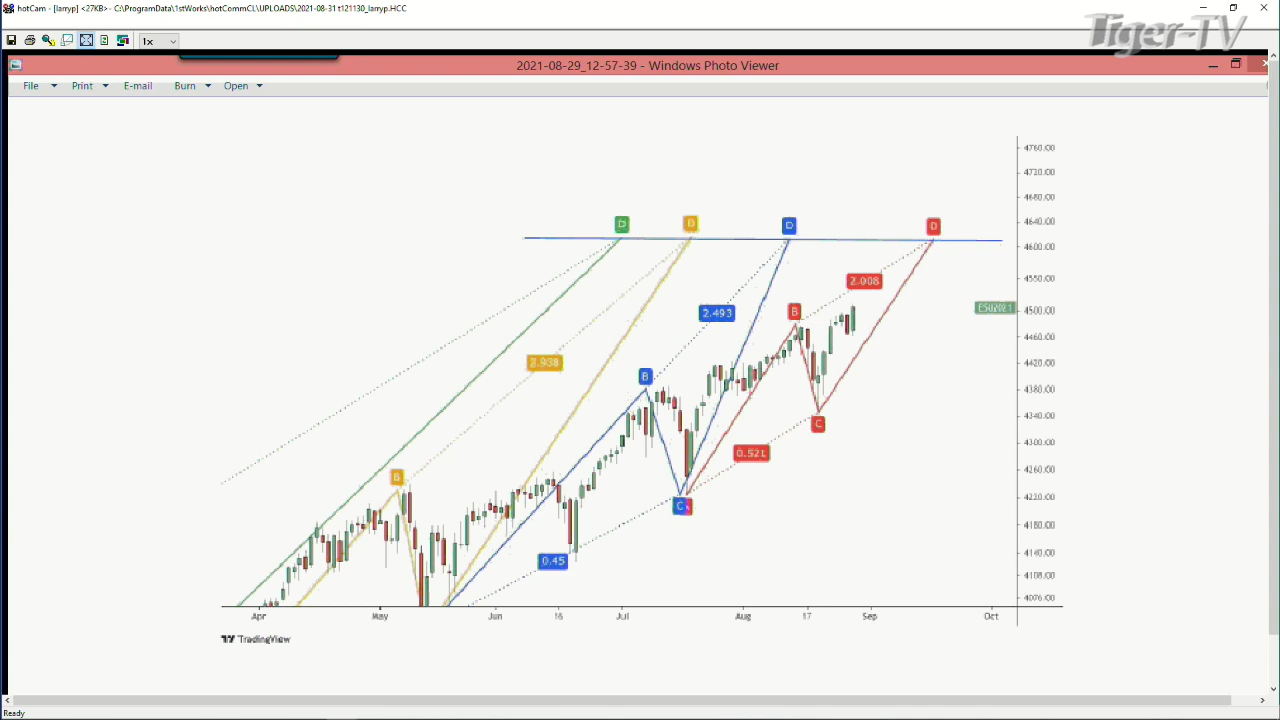 hotCam - [larryp] <27KB> - C:\ProgramData\1stWorks\hotCommCL\UPLOADS\2021-08-31 t121130_larryp.HCC
Tiger-TV
1x
2021-08-29_12-57-39 - Windows Photo Viewer
File Print E-mail Burn Open
4760.00
4720.00
4680.00
4640.00
D D D D
4600.00
2.008
4550.00
2.493 B ESU2021 4500.00
4460.00
2.938 4420.00
B 4380.00
4340.00
C
0.521 4300.00
4260.00
B
4220.00
C
4180.00
0.45 4140.00
4108.00
4076.00
Apr May Jun 16 Jul Aug 17 Sep Oct
TradingView
Ready